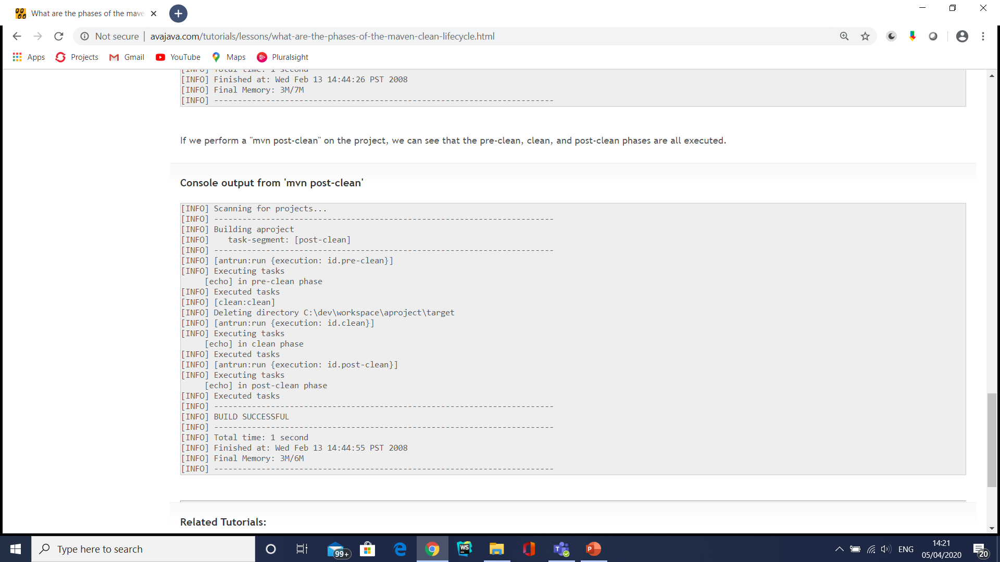 What are the phases of the mave
Not secure
avajava.com/tutorials/lessons/what-are-the-phases-of-the-maven-clean-lifecycle.html
Apps
Projects
Gmail
YouTube
Maps
Pluralsight
[INFO] Total time: 1 second
[INFO] Finished at: Wed Feb 13 14:44:26 PST 2008
[INFO] Final Memory: 3M/7M
[INFO] ------------------------------------------------------------------------
If we perform a "mvn post-clean" on the project, we can see that the pre-clean, clean, and post-clean phases are all executed.
Console output from 'mvn post-clean'
[INFO] Scanning for projects...
[INFO] ------------------------------------------------------------------------
[INFO] Building aproject
[INFO]    task-segment: [post-clean]
[INFO] ------------------------------------------------------------------------
[INFO] [antrun:run {execution: id.pre-clean}]
[INFO] Executing tasks
     [echo] in pre-clean phase
[INFO] Executed tasks
[INFO] [clean:clean]
[INFO] Deleting directory C:\dev\workspace\aproject\target
[INFO] [antrun:run {execution: id.clean}]
[INFO] Executing tasks
     [echo] in clean phase
[INFO] Executed tasks
[INFO] [antrun:run {execution: id.post-clean}]
[INFO] Executing tasks
     [echo] in post-clean phase
[INFO] Executed tasks
[INFO] ------------------------------------------------------------------------
[INFO] BUILD SUCCESSFUL
[INFO] ------------------------------------------------------------------------
[INFO] Total time: 1 second
[INFO] Finished at: Wed Feb 13 14:44:55 PST 2008
[INFO] Final Memory: 3M/6M
[INFO] ------------------------------------------------------------------------
Related Tutorials:
Type here to search
99+
WS
ENG
14:21
05/04/2020
20